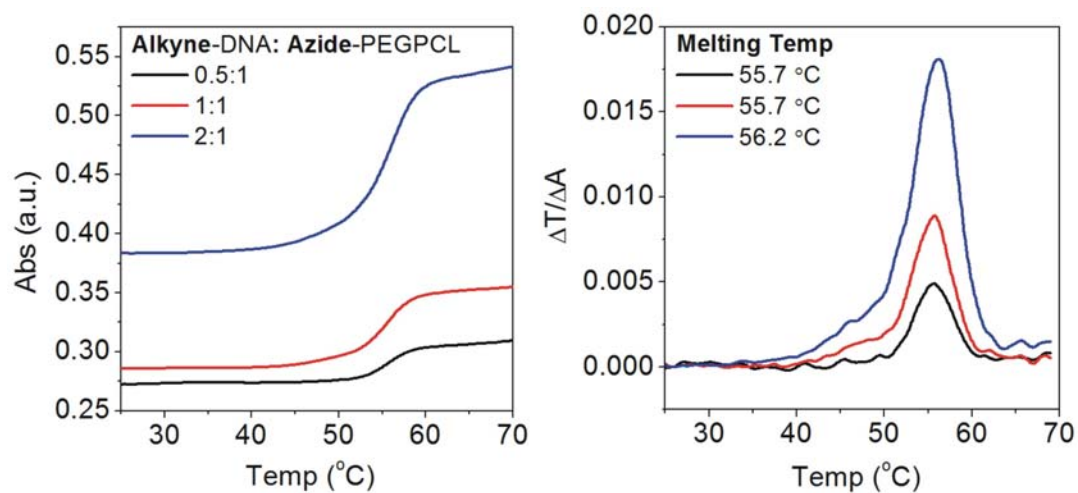 Alkyne-DNA: Azide-PEGPCL
0.5:1
1:1
2:1
Abs (a.u.)
0.55
0.50
0.45
0.40
0.35
0.30
0.25
30 40 50 60 70
Temp (°C)
Melting Temp
55.7 °C
55.7 °C
56.2 °C
ΔT/ΔA
0.020
0.015
0.010
0.005
0.000
30 40 50 60 70
Temp (°C)